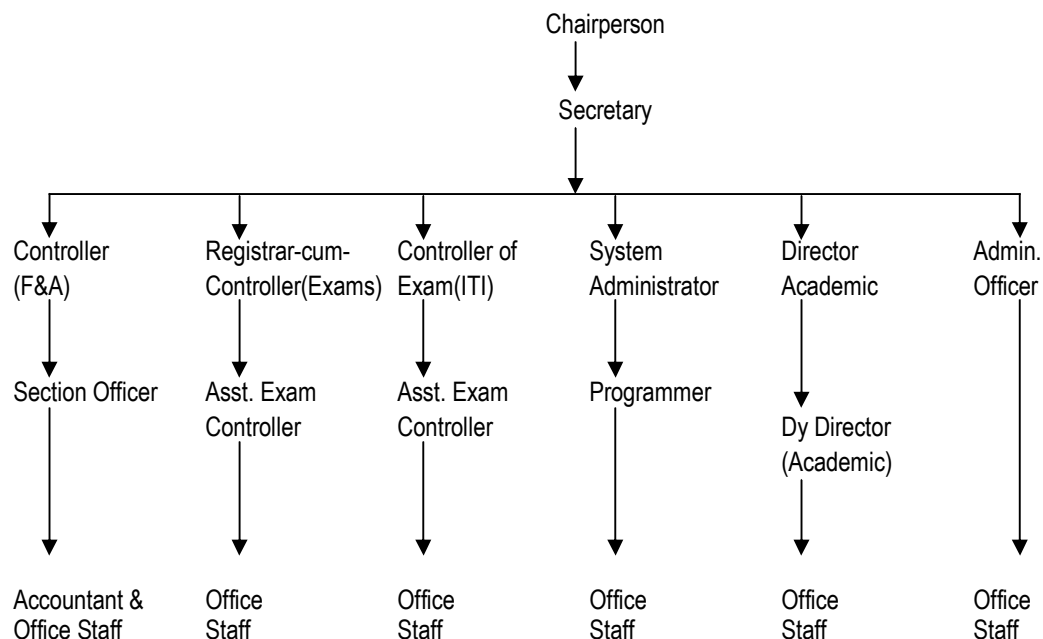 Chairperson
Secretary
Controller
(F&A)
Registrar-cum-
Controller(Exams)
Controller of
Exam(ITI)
System
Administrator
Director
Academic
Admin.
Officer
Section Officer
Asst. Exam
Controller
Asst. Exam
Controller
Programmer
Dy Director
(Academic)
Accountant &
Office Staff
Office
Staff
Office
Staff
Office
Staff
Office
Staff
Office
Staff